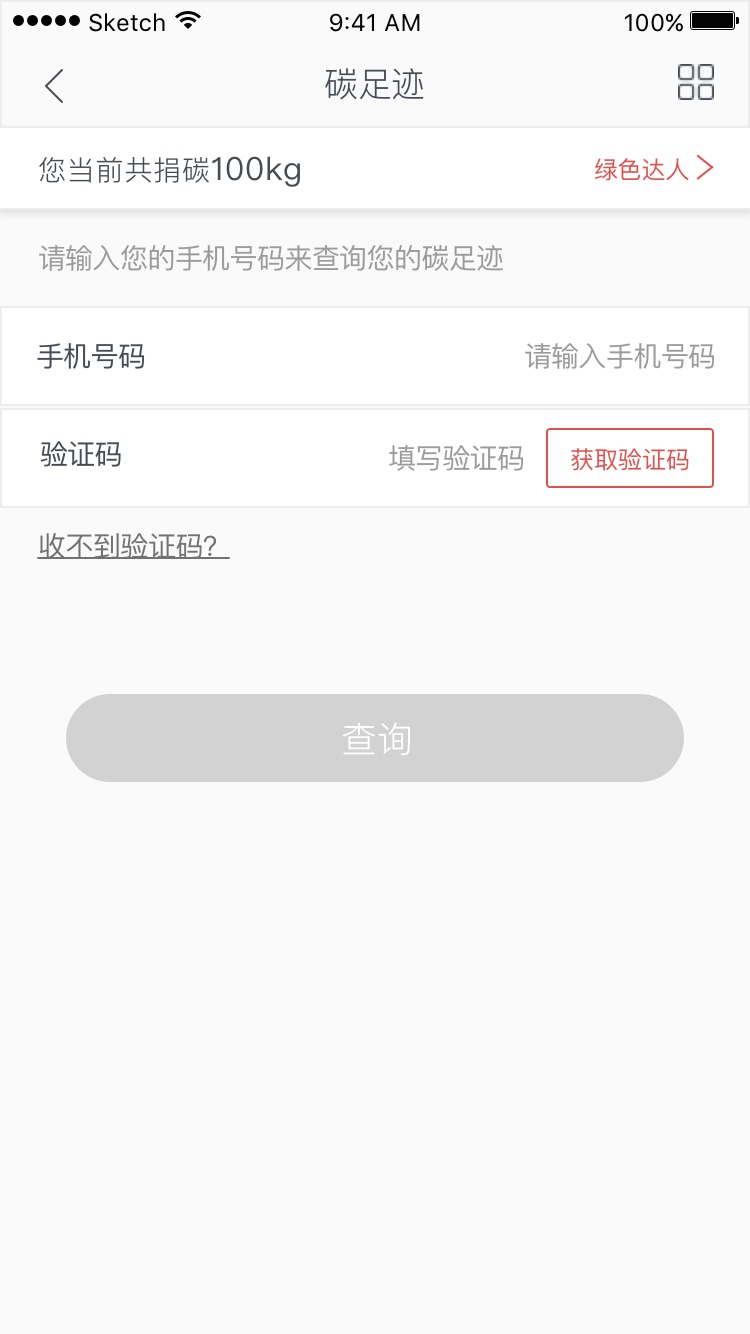 Sketch 9:41 AM 100%
碳足迹
您当前共捐碳100kg 绿色达人
请输入您的手机号码来查询您的碳足迹
手机号码 请输入手机号码
验证码 填写验证码 获取验证码
收不到验证码？
查询